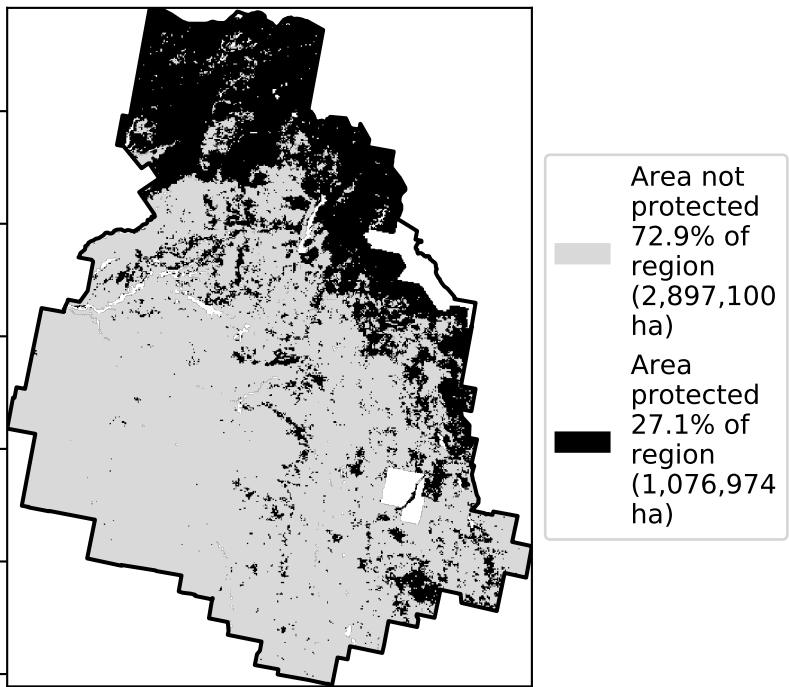 Area not
protected
72.9% of
region
(2,897,100
ha)
Area
protected
27.1% of
region
(1,076,974
ha)